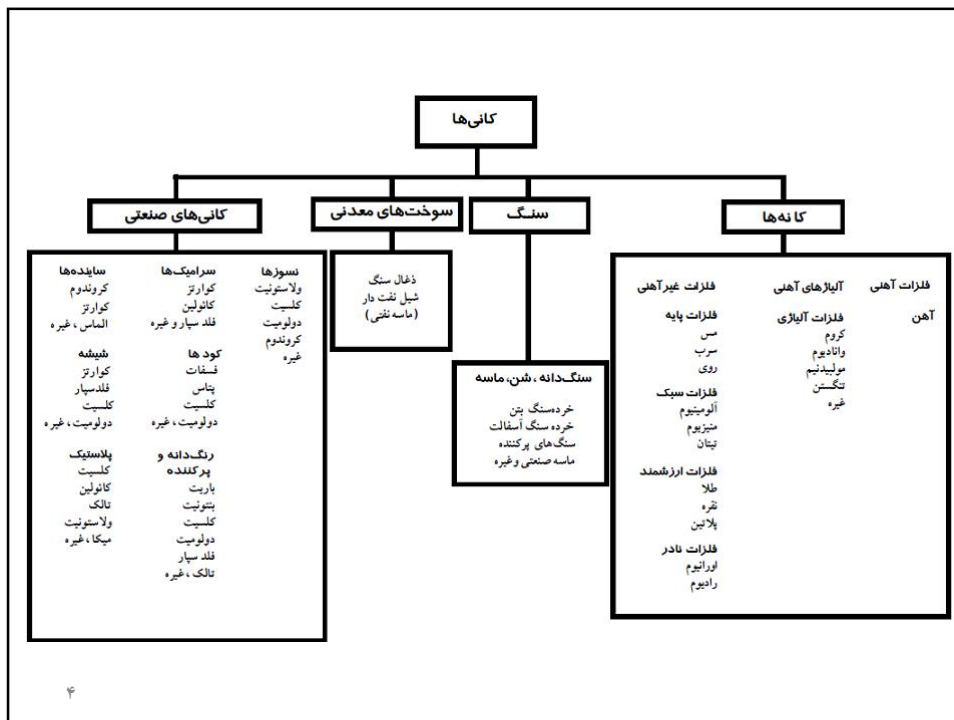 کانی‌ها
کانه‌ها
سنـگ
سوخت‌های معدنی
کانی‌های صنعتی
فلزات آهنی
آهن
آلیاژهای آهنی
فلزات آلیاژی
کروم
وانادیوم
مولیبدنیم
تنگستن
غیره
فلزات غیرآهنی
فلزات پایه
مس
سرب
روی
فلزات سبک
آلومینیوم
منیزیوم
تیتان
فلزات ارزشمند
طلا
نقره
پلاتین
فلزات نادر
اورانیوم
رادیوم
سنگ‌دانه ، شن، ماسه
خرده‌سنگ بتن
خرده سنگ آسفالت
سنگ‌های پرکننده
ماسه صنعتی وغیره
ذغال سنگ
شیل نفت دار
(ماسه نفتی)
نسوزها
ولاستونیت
کلسیت
دولومیت
کروندوم
غیره
سرامیک‌ها
کوارتز
کائولین
فلد سپار و غیره
کود ها
فسفات
پتاس
کلسیت
دولومیت، غیره
رنگ‌دانه و
پرکننده
باریت
بنتونیت
کلسیت
دولومیت
فلد سپار
تالک ، غیره
ساینده‌ها
کروندوم
کوارتز
الماس ، غیره
شیشه
کوارتز
فلدسپار
کلسیت
دولومیت، غیره
پلاستیک
کلسیت
کائولین
تالک
ولاستونیت
میکا ، غیره
۴